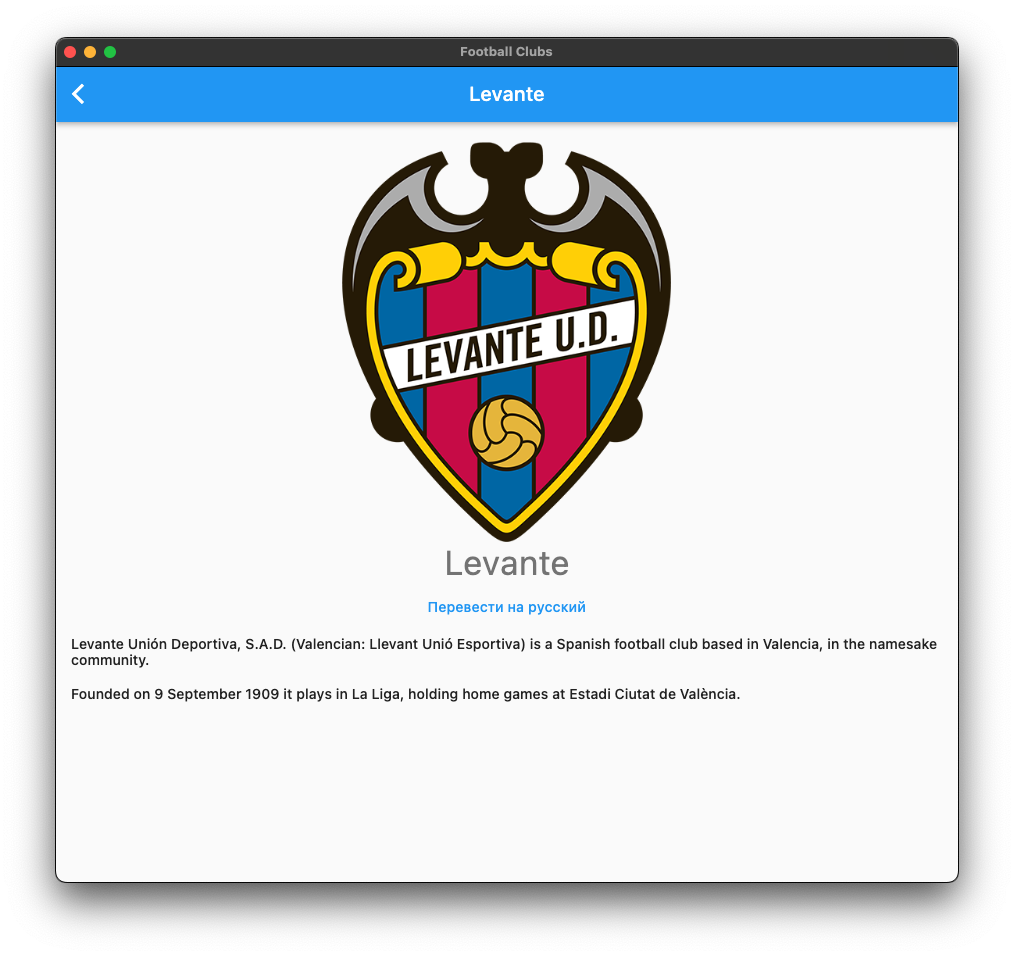 Football Clubs
Levante
LEVANTE U.D.
Levante
Перевести на русский
Levante Unión Deportiva, S.A.D. (Valencian: Llevant Unió Esportiva) is a Spanish football club based in Valencia, in the namesake
community.
Founded on 9 September 1909 it plays in La Liga, holding home games at Estadi Ciutat de València.